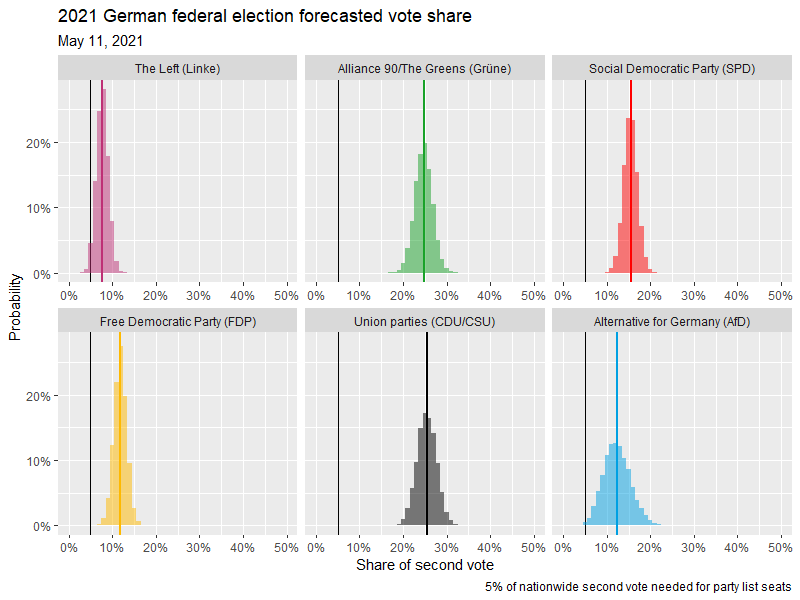 2021 German federal election forecasted vote share
May 11, 2021
The Left (Linke)
Alliance 90/The Greens (Grüne)
Social Democratic Party (SPD)
20%
10%
0%
0% 10% 20% 30% 40% 50%
0% 10% 20% 30% 40% 50%
0% 10% 20% 30% 40% 50%
Probability
Free Democratic Party (FDP)
Union parties (CDU/CSU)
Alternative for Germany (AfD)
20%
10%
0%
0% 10% 20% 30% 40% 50%
0% 10% 20% 30% 40% 50%
0% 10% 20% 30% 40% 50%
Share of second vote
5% of nationwide second vote needed for party list seats